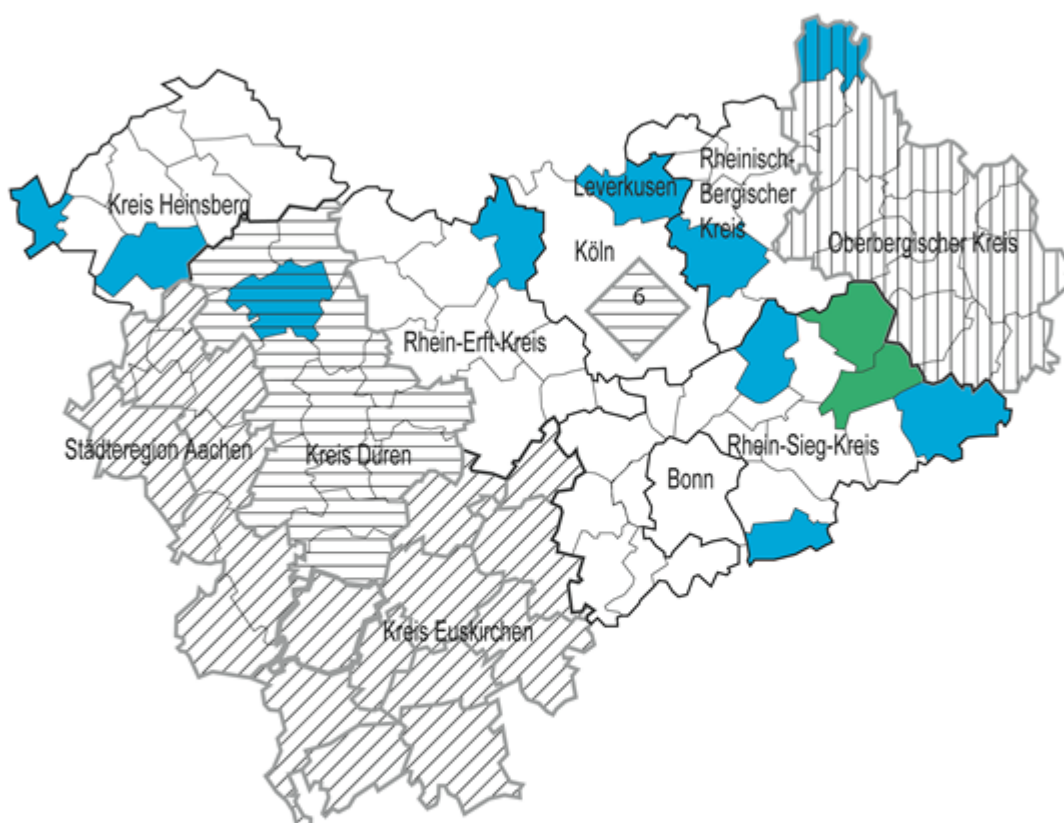 Rheinisch-
Leverkusen
Bergischer
Kreis
Kreis Heinsberg
Köln
Oberbergischer Kreis
6
Rhein-Erft-Kreis
Städteregion Aachen
Kreis Düren
Rhein-Sieg-Kreis
Bonn
Kreis Euskirchen